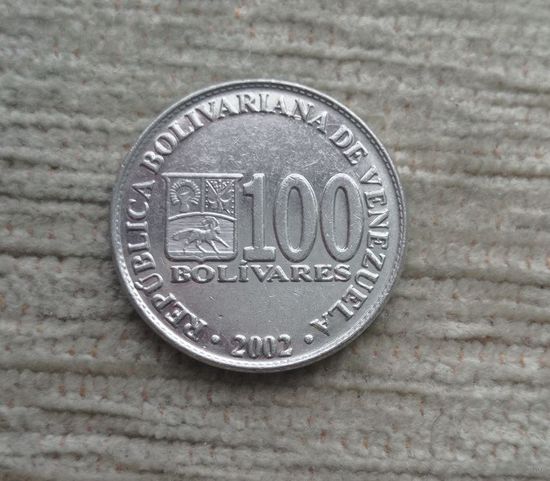 REPÚBLICA BOLIVARIANA DE VENEZUELA
100
BOLÍVARES
• 2002 •